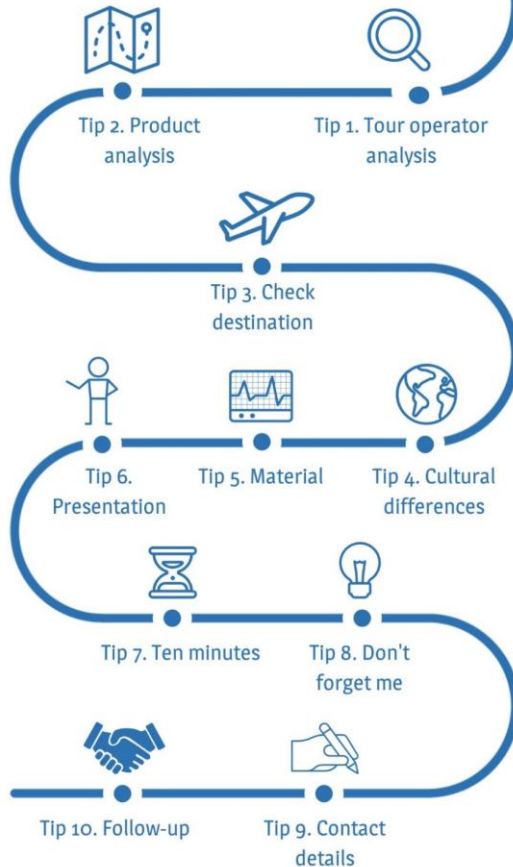 Tip 1. Tour operator
analysis
Tip 2. Product
analysis
Tip 3. Check
destination
Tip 4. Cultural
differences
Tip 5. Material
Tip 6.
Presentation
Tip 7. Ten minutes
Tip 8. Don't
forget me
Tip 9. Contact
details
Tip 10. Follow-up